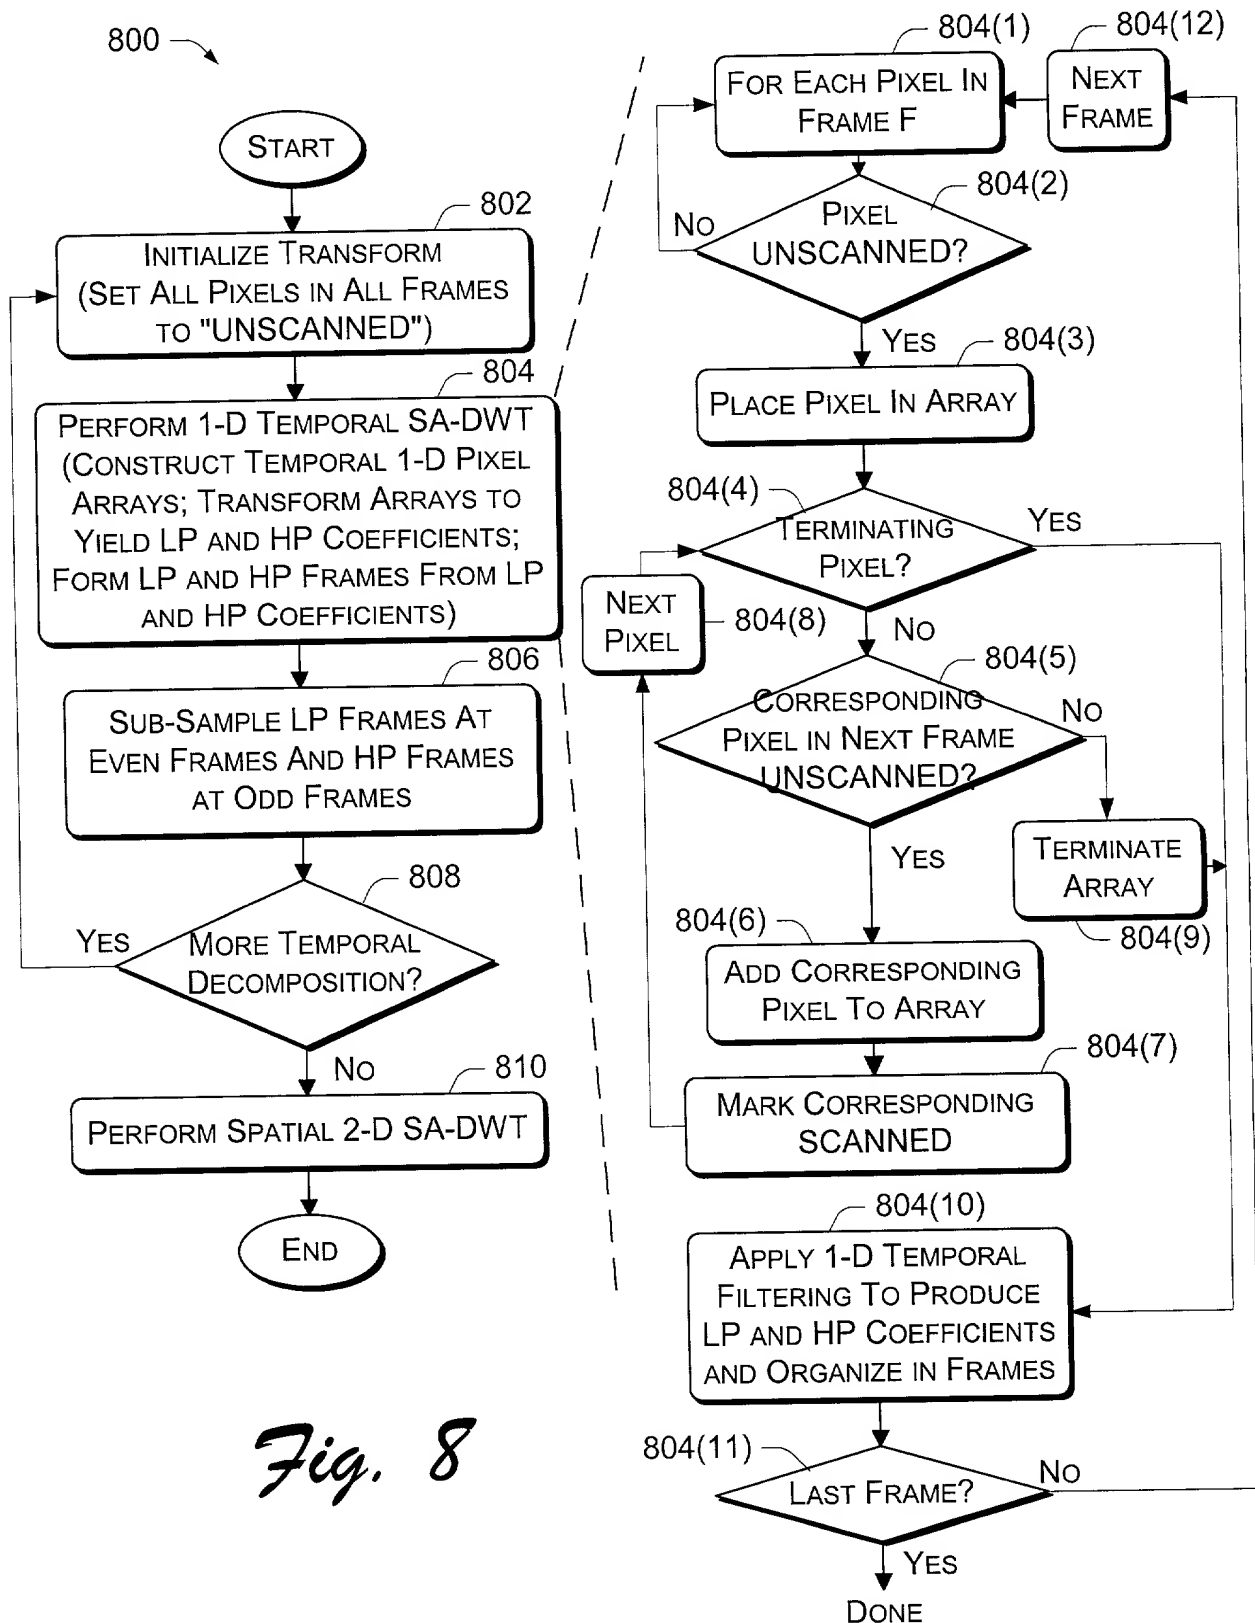 800
START
802
INITIALIZE TRANSFORM
(SET ALL PIXELS IN ALL FRAMES
TO "UNSCANNED")
804
PERFORM 1-D TEMPORAL SA-DWT
(CONSTRUCT TEMPORAL 1-D PIXEL
ARRAYS; TRANSFORM ARRAYS TO
YIELD LP AND HP COEFFICIENTS;
FORM LP AND HP FRAMES FROM LP
AND HP COEFFICIENTS)
806
SUB-SAMPLE LP FRAMES AT
EVEN FRAMES AND HP FRAMES
AT ODD FRAMES
808
YES
MORE TEMPORAL
DECOMPOSITION?
NO
810
PERFORM SPATIAL 2-D SA-DWT
END
804(1)
FOR EACH PIXEL IN
FRAME F
804(12)
NEXT
FRAME
804(2)
NO
PIXEL
UNSCANNED?
YES
804(3)
PLACE PIXEL IN ARRAY
804(4)
TERMINATING
PIXEL?
YES
NEXT
PIXEL
804(8)
NO
804(5)
CORRESPONDING
PIXEL IN NEXT FRAME
UNSCANNED?
NO
YES
TERMINATE
ARRAY
804(9)
804(6)
ADD CORRESPONDING
PIXEL TO ARRAY
804(7)
MARK CORRESPONDING
SCANNED
804(10)
APPLY 1-D TEMPORAL
FILTERING TO PRODUCE
LP AND HP COEFFICIENTS
AND ORGANIZE IN FRAMES
804(11)
LAST FRAME?
NO
YES
DONE
Fig. 8